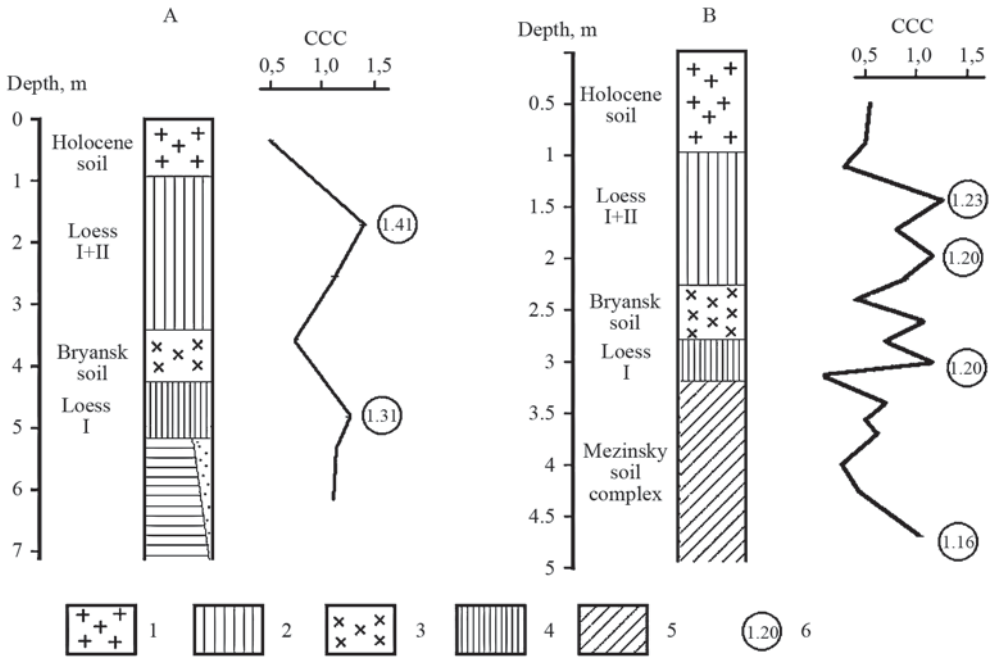 A
CCC
0,5 1,0 1,5
Depth, m
0
1
2
3
4
5
6
7
Holocene
soil
Loess
I+II
Bryansk
soil
Loess
I
1.41
1.31
B
Depth, m
CCC
0,5 1,0 1,5
0.5
1
1.5
2
2.5
3
3.5
4
4.5
5
Holocene
soil
Loess
I+II
Bryansk
soil
Loess
I
Mezinsky
soil
complex
1.23
1.20
1.20
1.16
1 2 3 4 5 1.20 6